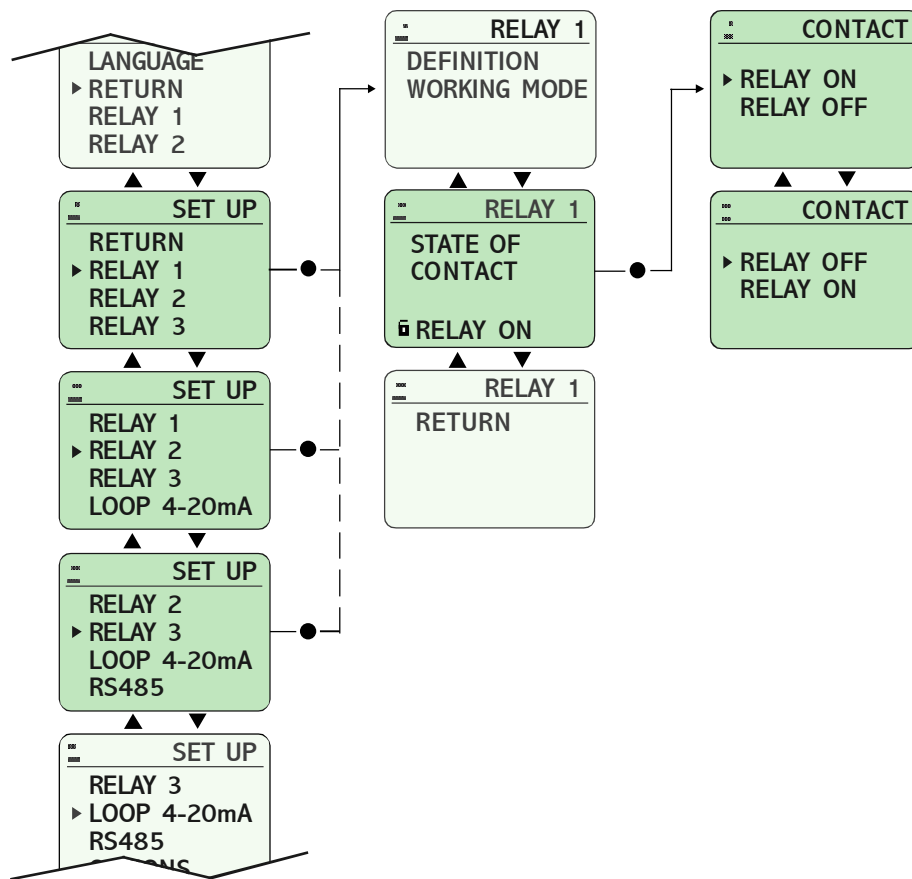 LANGUAGE
RETURN
RELAY 1
RELAY 2
SET UP
RETURN
RELAY 1
RELAY 2
RELAY 3
SET UP
RELAY 1
RELAY 2
RELAY 3
LOOP 4-20mA
SET UP
RELAY 2
RELAY 3
LOOP 4-20mA
RS485
SET UP
RELAY 3
LOOP 4-20mA
RS485
RELAY 1
DEFINITION
WORKING MODE
RELAY 1
STATE OF
CONTACT
RELAY ON
RELAY 1
RETURN
CONTACT
RELAY ON
RELAY OFF
CONTACT
RELAY OFF
RELAY ON